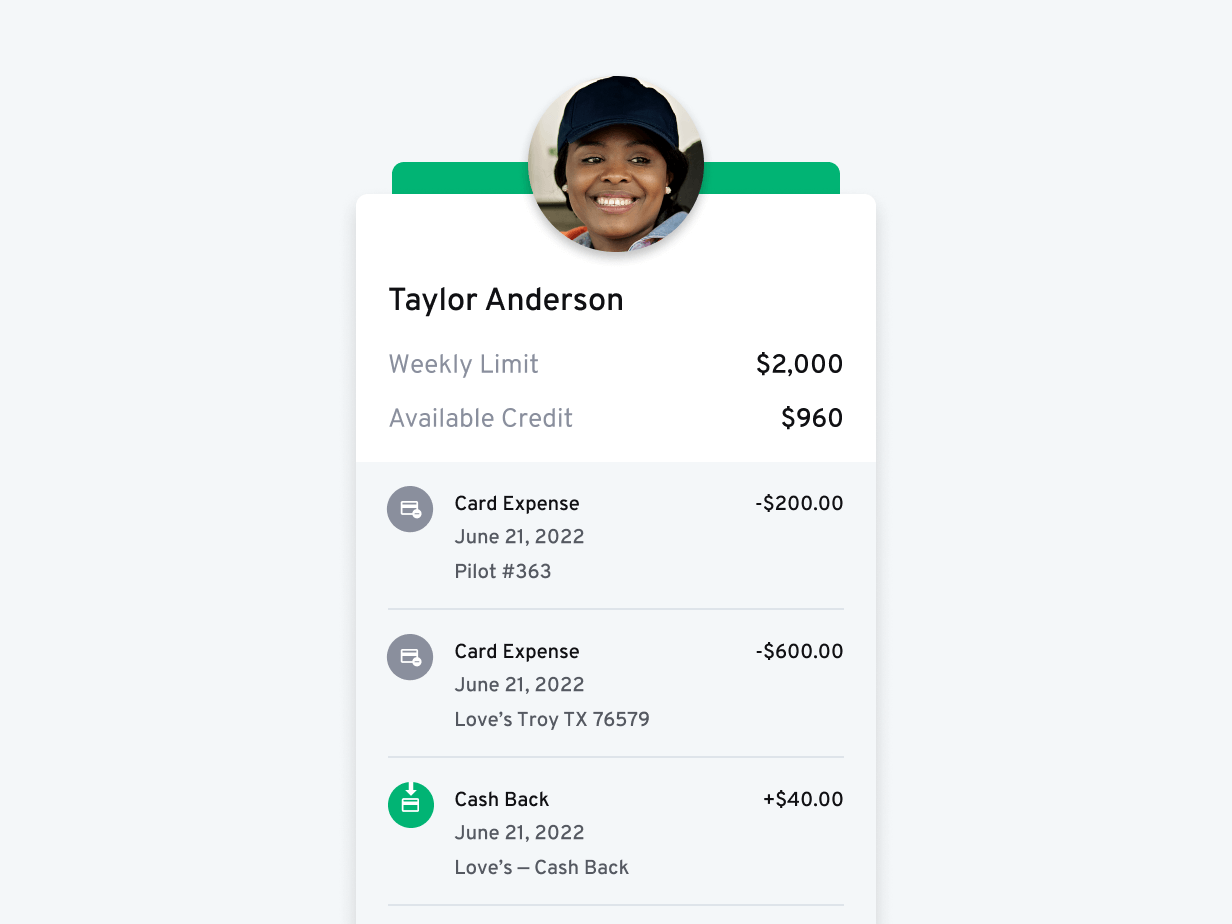 Taylor Anderson
Weekly Limit $2,000
Available Credit $960
Card Expense -$200.00
June 21, 2022
Pilot #363
Card Expense -$600.00
June 21, 2022
Love’s Troy TX 76579
Cash Back +$40.00
June 21, 2022
Love’s — Cash Back